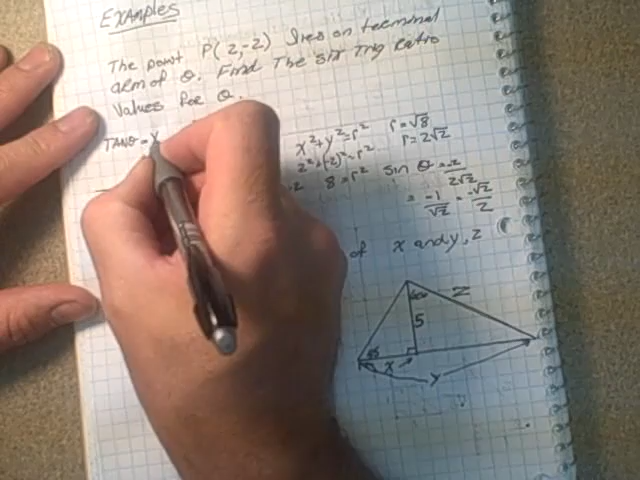 Examples
The point P(2,-2) lies on terminal
arm of θ. Find The six Trig Ratio
Values for θ.
TANθ = y
x²+y²=r²
2²+(-2)²=r²
-2 8=r²
r=√8
r=2√2
sin θ = -2/2√2
= -1/√2 = -√2/2
of x and y, z
60°
z
5
45
x
y